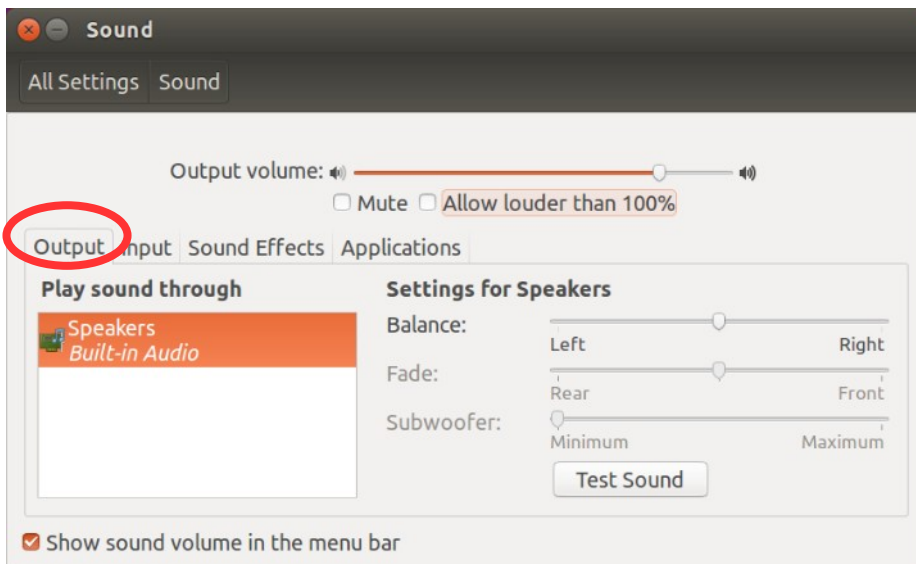 Sound
All Settings Sound
Output volume:
Mute Allow louder than 100%
Output Input Sound Effects Applications
Play sound through
Speakers
Built-in Audio
Settings for Speakers
Balance:
Left Right
Fade:
Rear Front
Subwoofer:
Minimum Maximum
Test Sound
Show sound volume in the menu bar